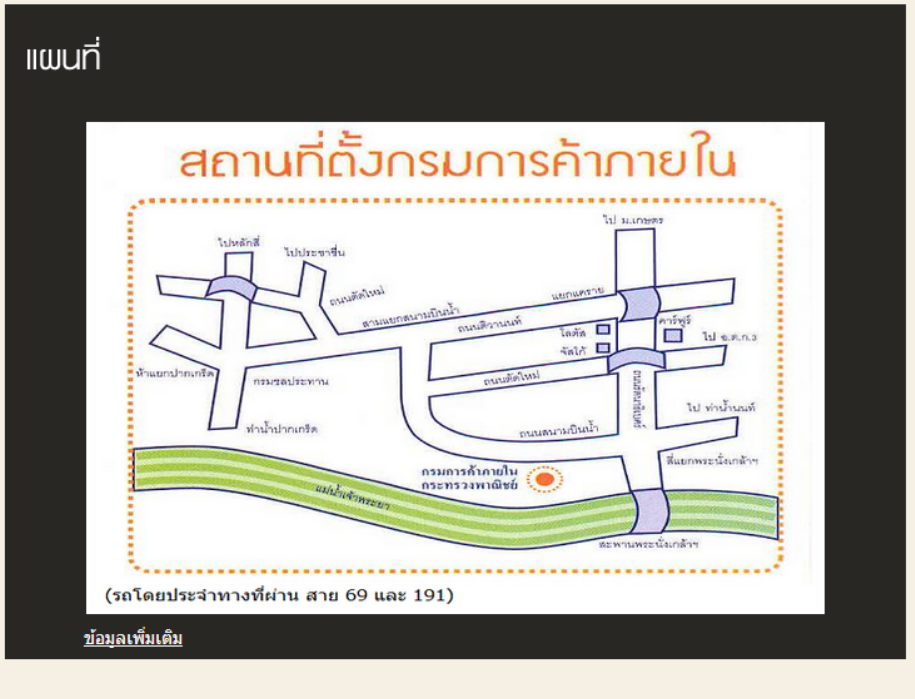 แผนที่
สถานที่ตั้งกรมการค้าภายใน
ไป ม.เกษตร
ไปหลักสี่
ไปประชาชื่น
ถนนตัดใหม่
แยกแคราย
สามแยกสนามบินน้ำ
ถนนติวานนท์
คาร์ฟูร์
โลตัส
ไป อ.ต.ก.3
จัสโก้
ห้าแยกปากเกร็ด
กรมชลประทาน
ถนนตัดใหม่
ถนนรัตนาธิเบศร์
ไป ท่าน้ำนนท์
ท่าน้ำปากเกร็ด
ถนนสนามบินน้ำ
สี่แยกพระนั่งเกล้าฯ
กรมการค้าภายใน
กระทรวงพาณิชย์
แม่น้ำเจ้าพระยา
สะพานพระนั่งเกล้าฯ
(รถโดยประจำทางที่ผ่าน สาย 69 และ 191)
ข้อมูลเพิ่มเติม